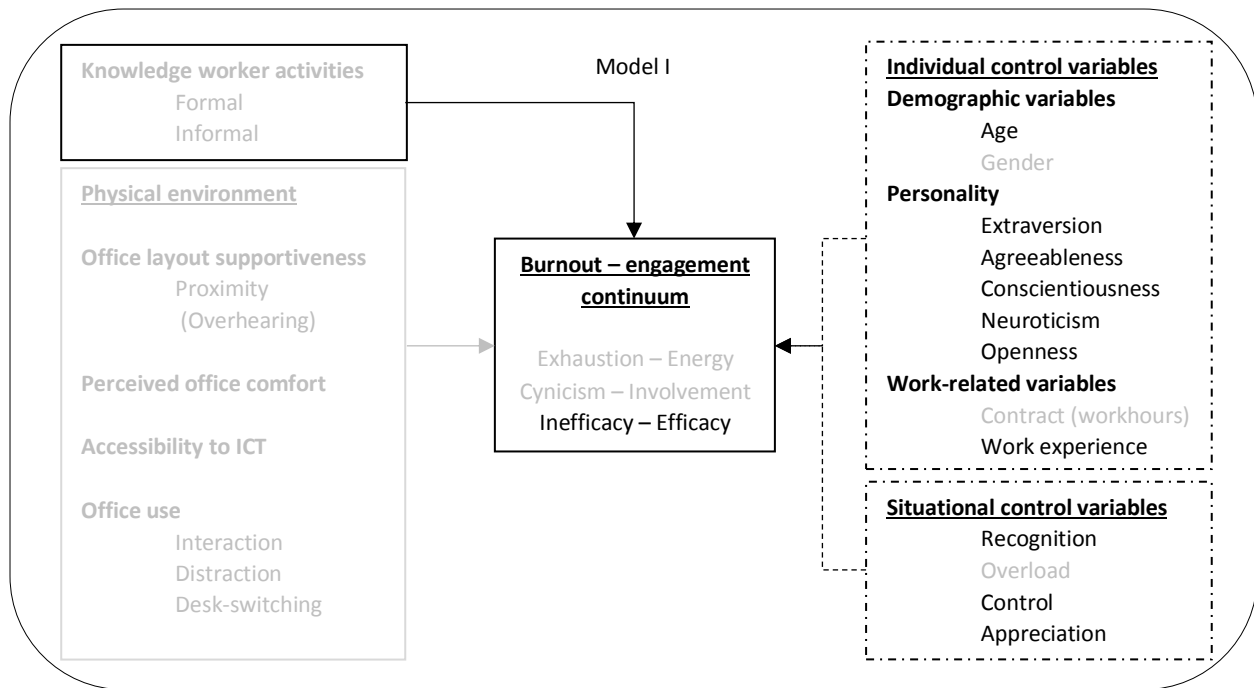 Model I
Knowledge worker activities
Formal
Informal
Physical environment
Office layout supportiveness
Proximity
(Overhearing)
Perceived office comfort
Accessibility to ICT
Office use
Interaction
Distraction
Desk-switching
Burnout – engagement
continuum
Exhaustion – Energy
Cynicism – Involvement
Inefficacy – Efficacy
Individual control variables
Demographic variables
Age
Gender
Personality
Extraversion
Agreeableness
Conscientiousness
Neuroticism
Openness
Work-related variables
Contract (workhours)
Work experience
Situational control variables
Recognition
Overload
Control
Appreciation